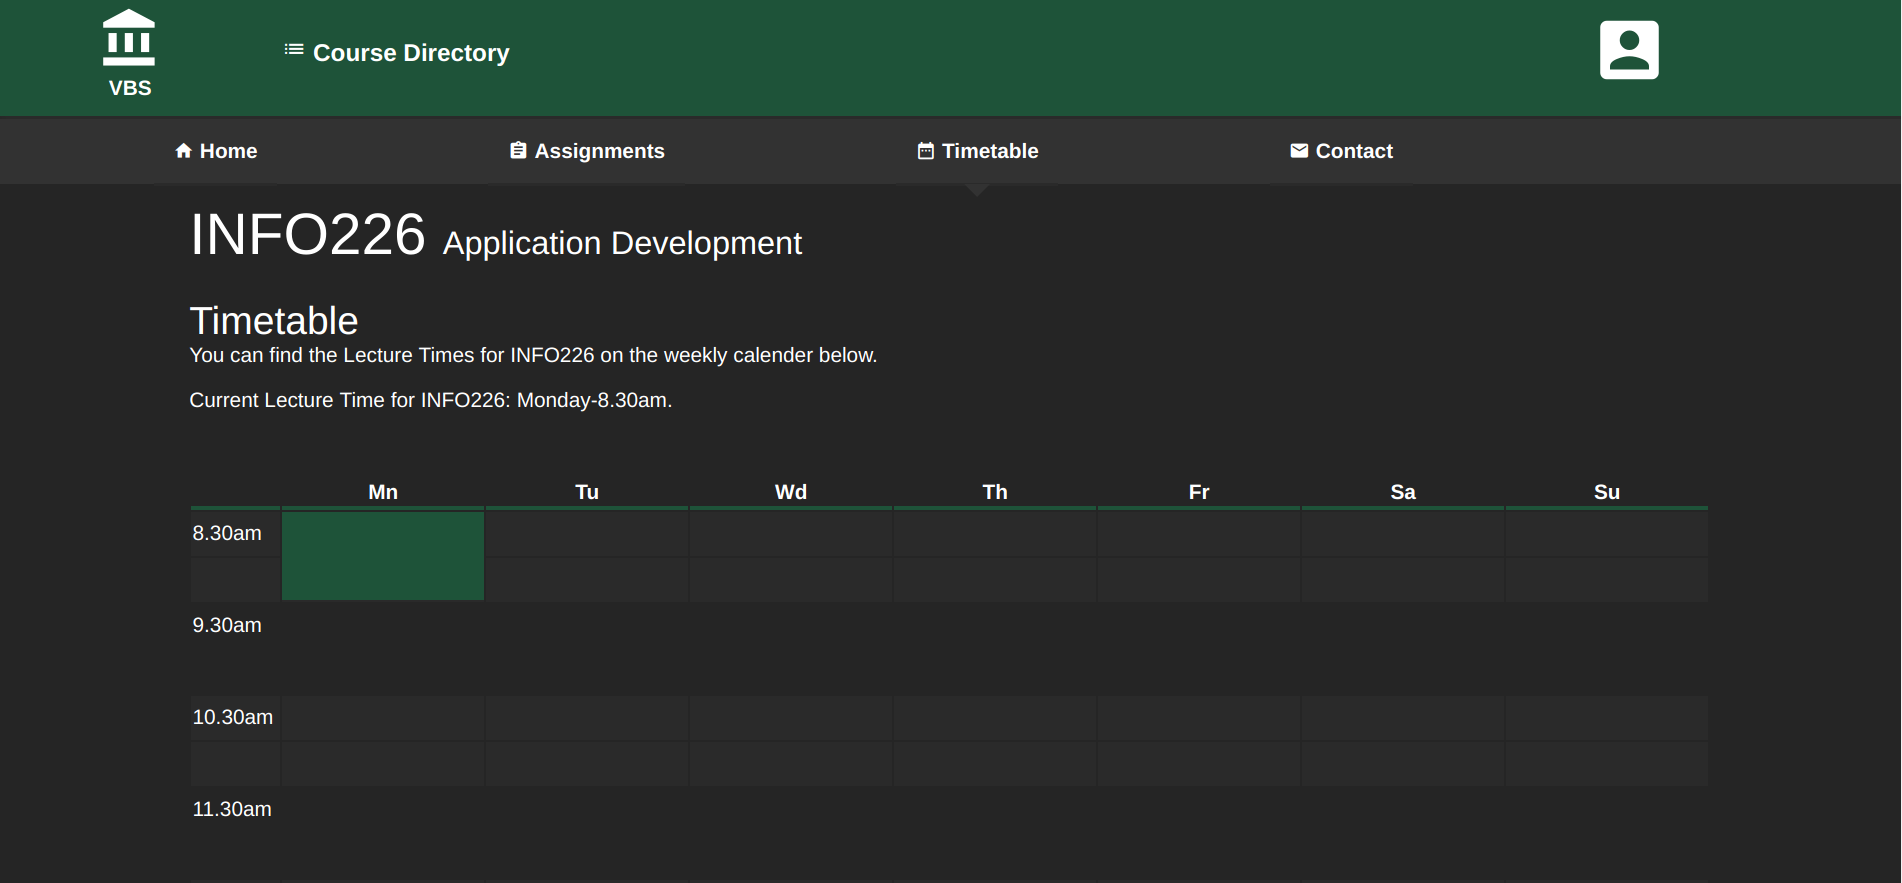 VBS
Course Directory
Home
Assignments
Timetable
Contact
INFO226 Application Development
Timetable
You can find the Lecture Times for INFO226 on the weekly calender below.
Current Lecture Time for INFO226: Monday-8.30am.
Mn Tu Wd Th Fr Sa Su
8.30am
9.30am
10.30am
11.30am